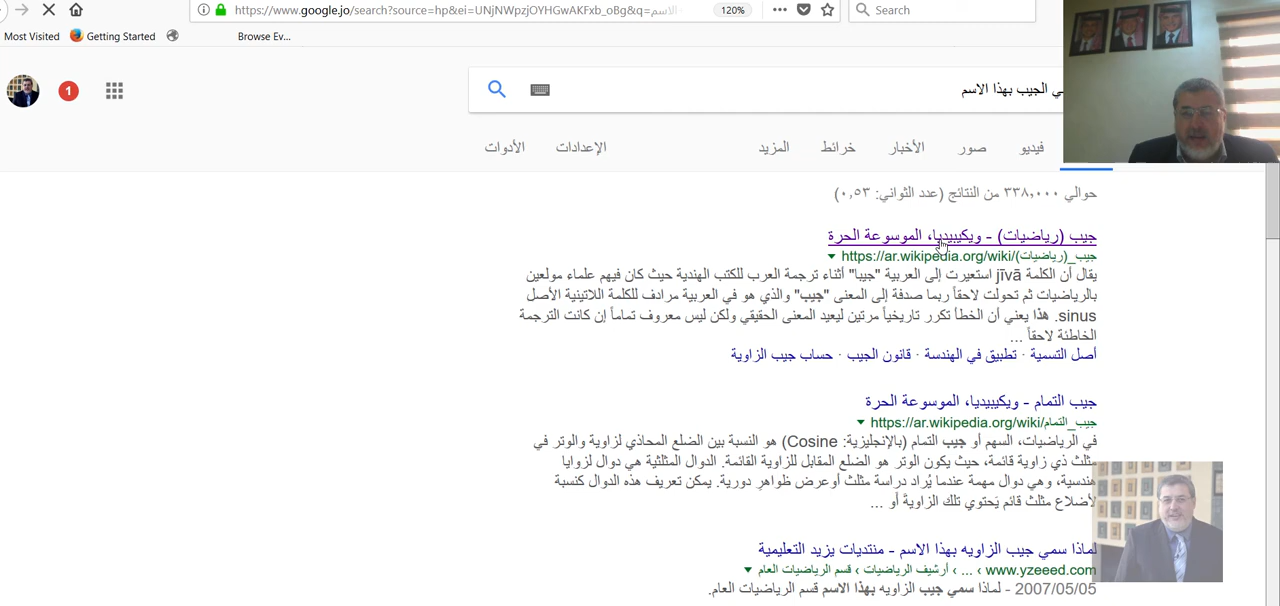 https://www.google.jo/search?source=hp&ei=UNjNWpzjOYHGwAKFxb_oBg&q=الاسم
120%
Search
Most Visited
Getting Started
Browse Ev...
1
ي الجيب بهذا الاسم
فيديو
صور
الأخبار
خرائط
المزيد
الإعدادات
الأدوات
حوالي ٣٣٨,٠٠٠ من النتائج (عدد الثواني: ٠,٥٣)
جيب (رياضيات) - ويكيبيديا، الموسوعة الحرة
https://ar.wikipedia.org/wiki/جيب_(رياضيات)
يقال أن الكلمة jīvā استعيرت إلى العربية "جيبا" أثناء ترجمة العرب للكتب الهندية حيث كان فيهم علماء مولعين
بالرياضيات ثم تحولت لاحقاً ربما صدفة إلى المعنى "جيب" والذي هو في العربية مرادف للكلمة اللاتينية الأصل
sinus. هذا يعني أن الخطأ تكرر تاريخياً مرتين ليعيد المعنى الحقيقي ولكن ليس معروف تماماً إن كانت الترجمة
الخاطئة لاحقاً ...
أصل التسمية · تطبيق في الهندسة · قانون الجيب · حساب جيب الزاوية
جيب التمام - ويكيبيديا، الموسوعة الحرة
https://ar.wikipedia.org/wiki/جيب_التمام
في الرياضيات، السهم أو جيب التمام (بالإنجليزية: Cosine) هو النسبة بين الضلع المحاذي لزاوية والوتر في
مثلث ذي زاوية قائمة، حيث يكون الوتر هو الضلع المقابل للزاوية القائمة. الدوال المثلثية هي دوال لزوايا
هندسية، وهي دوال مهمة عندما يُراد دراسة مثلث أوعرض ظواهر دورية. يمكن تعريف هذه الدوال كنسبة
لأضلاع مثلث قائم يَحتوي تلك الزاويةَ أو ...
لماذا سمي جيب الزاويه بهذا الاسم - منتديات يزيد التعليمية
www.yzeeed.com › ... › أرشيف الرياضيات › قسم الرياضيات العام
2007/05/05 - لماذا سمي جيب الزاويه بهذا الاسم قسم الرياضيات العام.